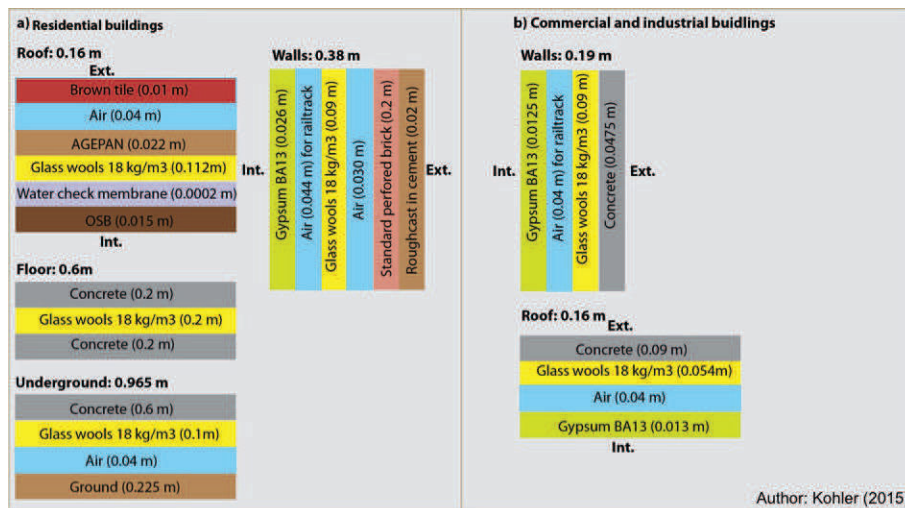 a) Residential buildings
Roof: 0.16 m
Ext.
Brown tile (0.01 m)
Air (0.04 m)
AGEPAN (0.022 m)
Glass wools 18 kg/m3 (0.112m)
Water check membrane (0.0002 m)
OSB (0.015 m)
Int.
Floor: 0.6m
Concrete (0.2 m)
Glass wools 18 kg/m3 (0.2 m)
Concrete (0.2 m)
Underground: 0.965 m
Concrete (0.6 m)
Glass wools 18 kg/m3 (0.1m)
Air (0.04 m)
Ground (0.225 m)
Walls: 0.38 m
Int.
Gypsum BA13 (0.026 m)
Air (0.044 m) for railtrack
Glass wools 18 kg/m3 (0.09 m)
Air (0.030 m)
Standard perfored brick (0.2 m)
Roughcast in cement (0.02 m)
Ext.
b) Commercial and industrial buidlings
Walls: 0.19 m
Int.
Gypsum BA13 (0.0125 m)
Air (0.04 m) for railtrack
Glass wools 18 kg/m3 (0.09 m)
Concrete (0.0475 m)
Ext.
Roof: 0.16 m
Ext.
Concrete (0.09 m)
Glass wools 18 kg/m3 (0.054m)
Air (0.04 m)
Gypsum BA13 (0.013 m)
Int.
Author: Kohler (2015)